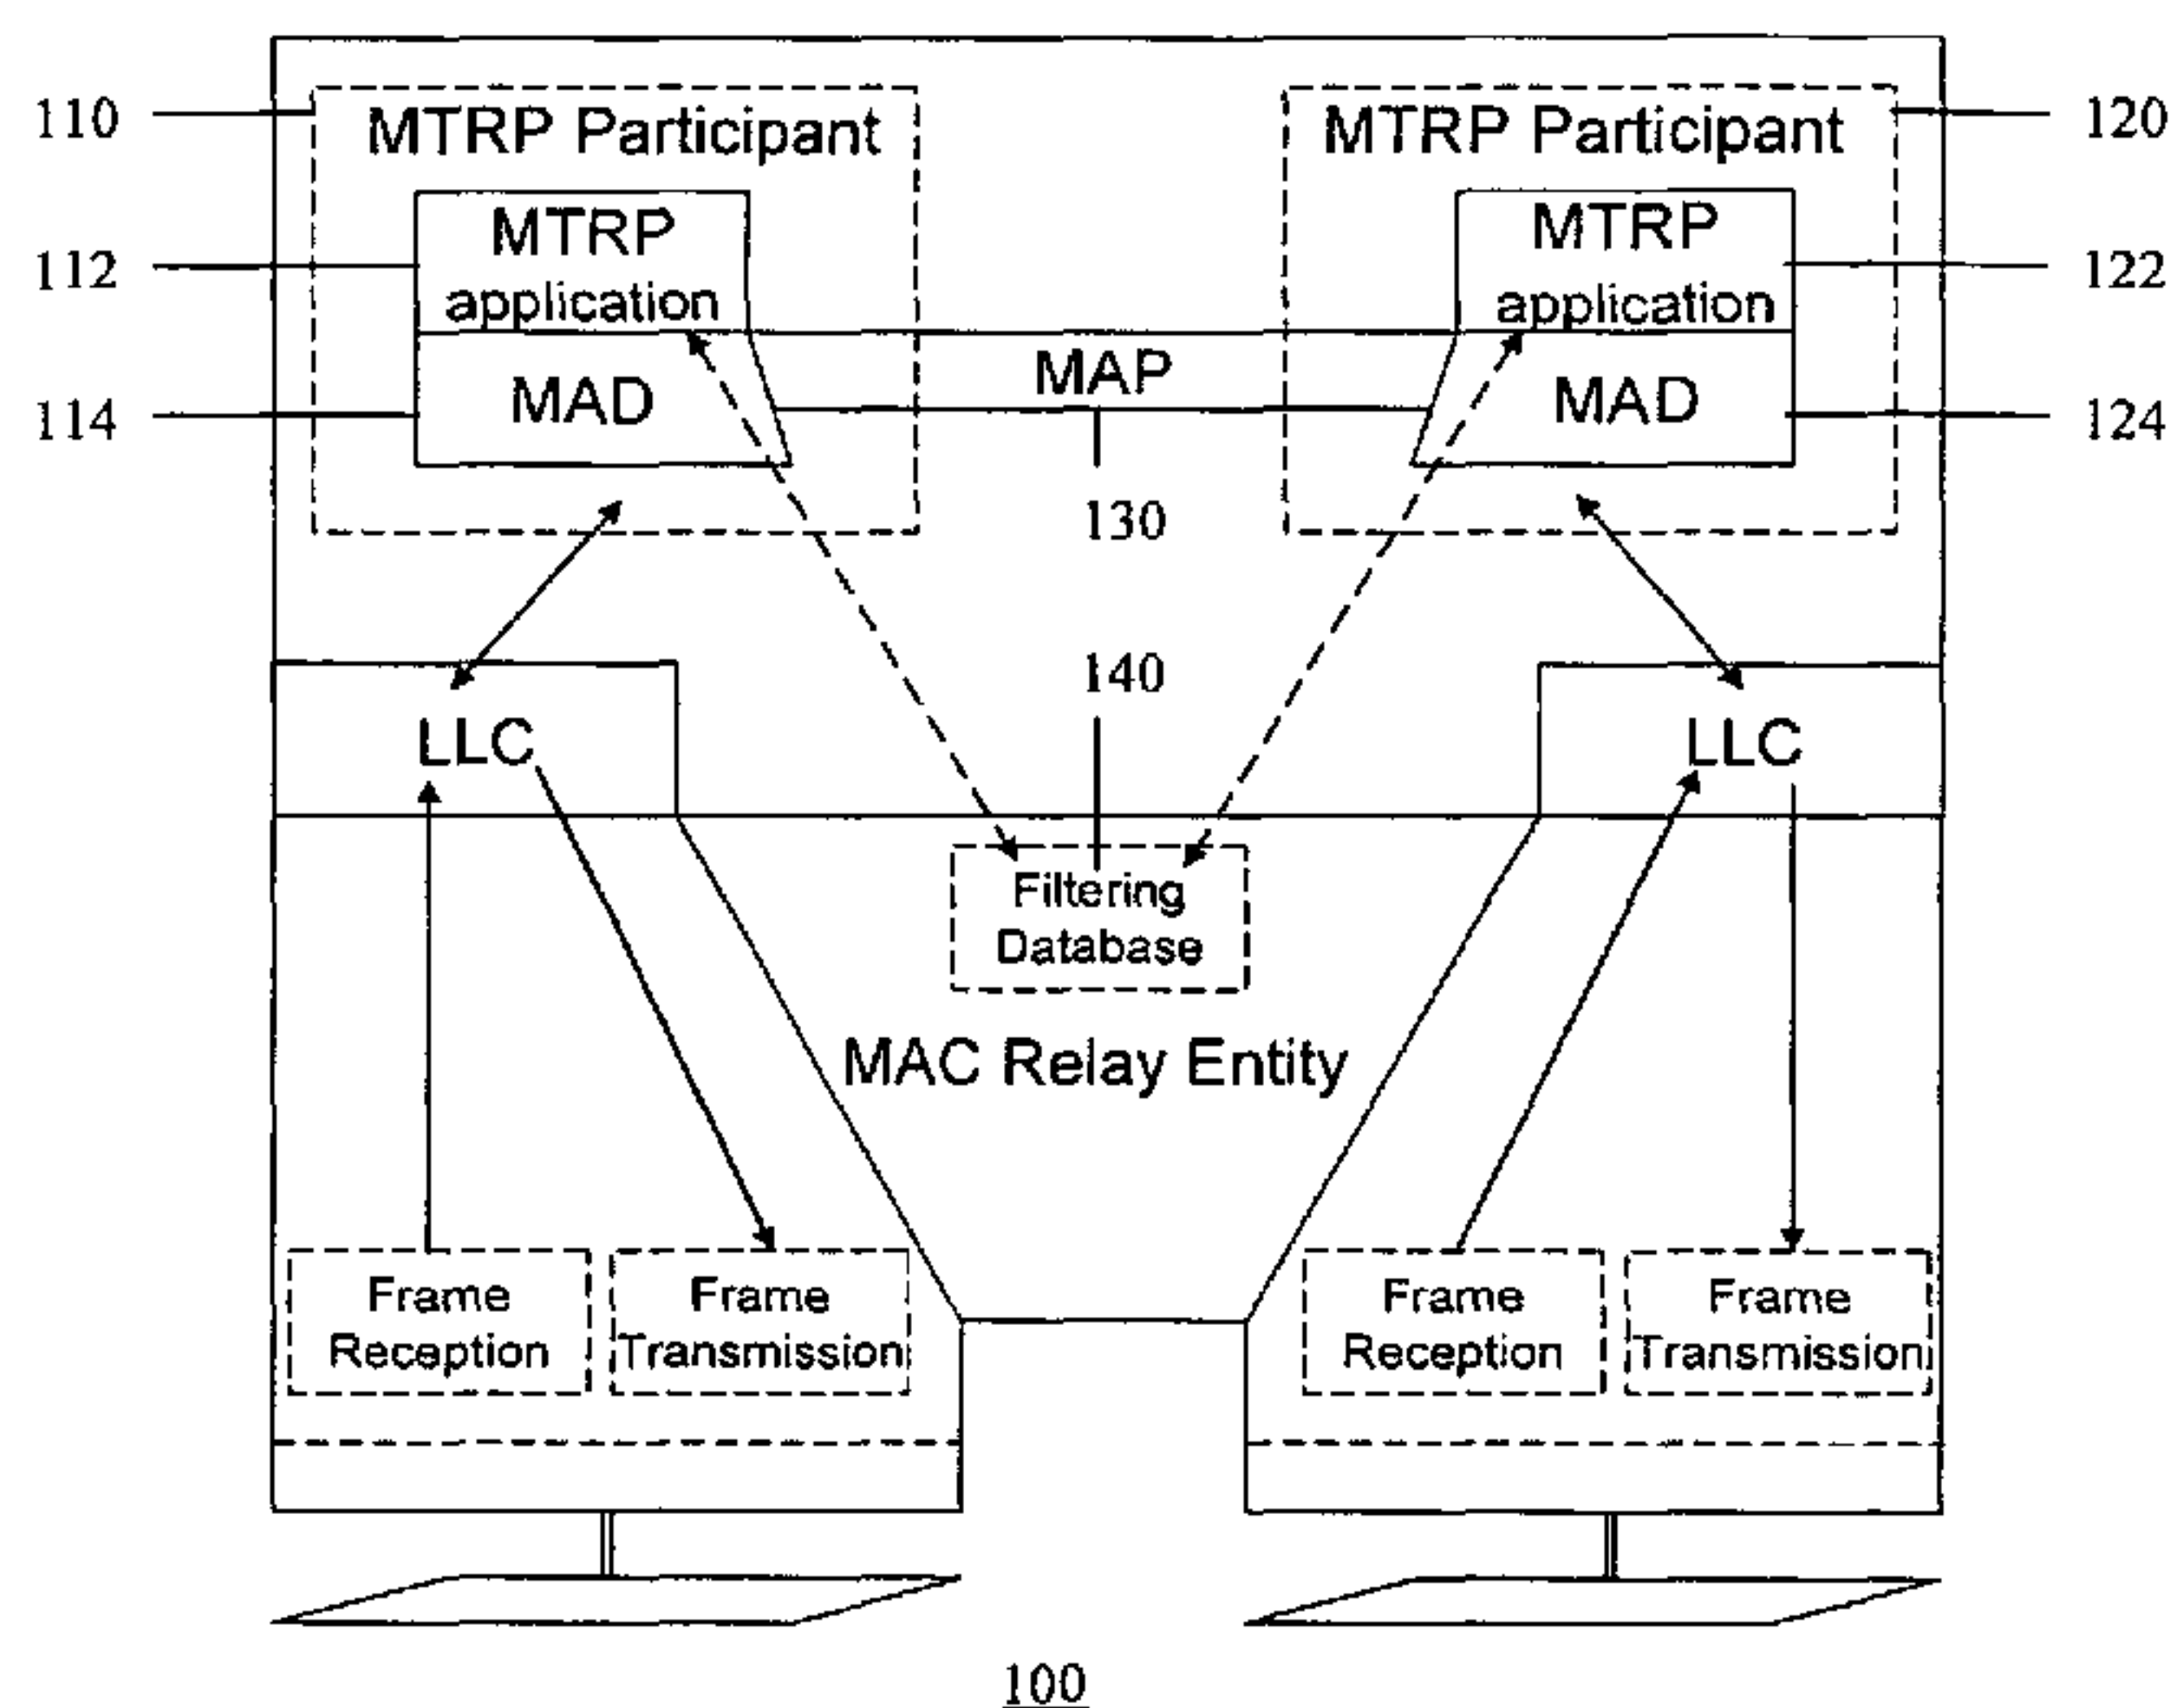 110
MTRP Participant
MTRP Participant
120
112
MTRP
application
MTRP
application
122
114
MAD
MAP
MAD
124
130
140
LLC
LLC
Filtering
Database
MAC Relay Entity
Frame
Reception
Frame
Transmission
Frame
Reception
Frame
Transmission
100